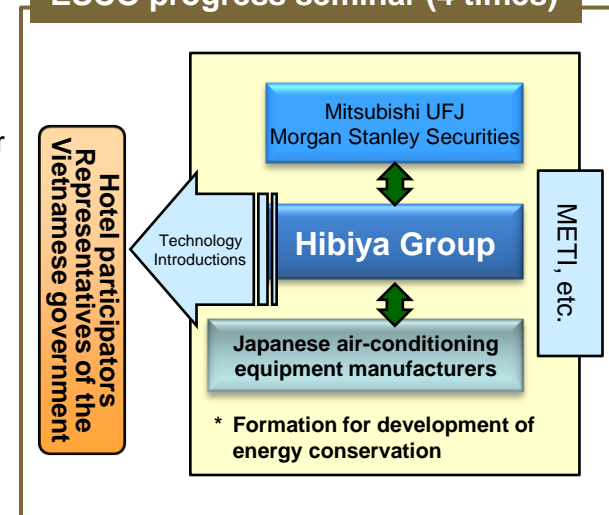 ESCO progress seminar (4 times)
r
Mitsubishi UFJ
Morgan Stanley Securities
Hotel participators
Representatives of the
Vietnamese government
Technology
Introductions
Hibiya Group
METI, etc.
Japanese air-conditioning
equipment manufacturers
* Formation for development of
energy conservation